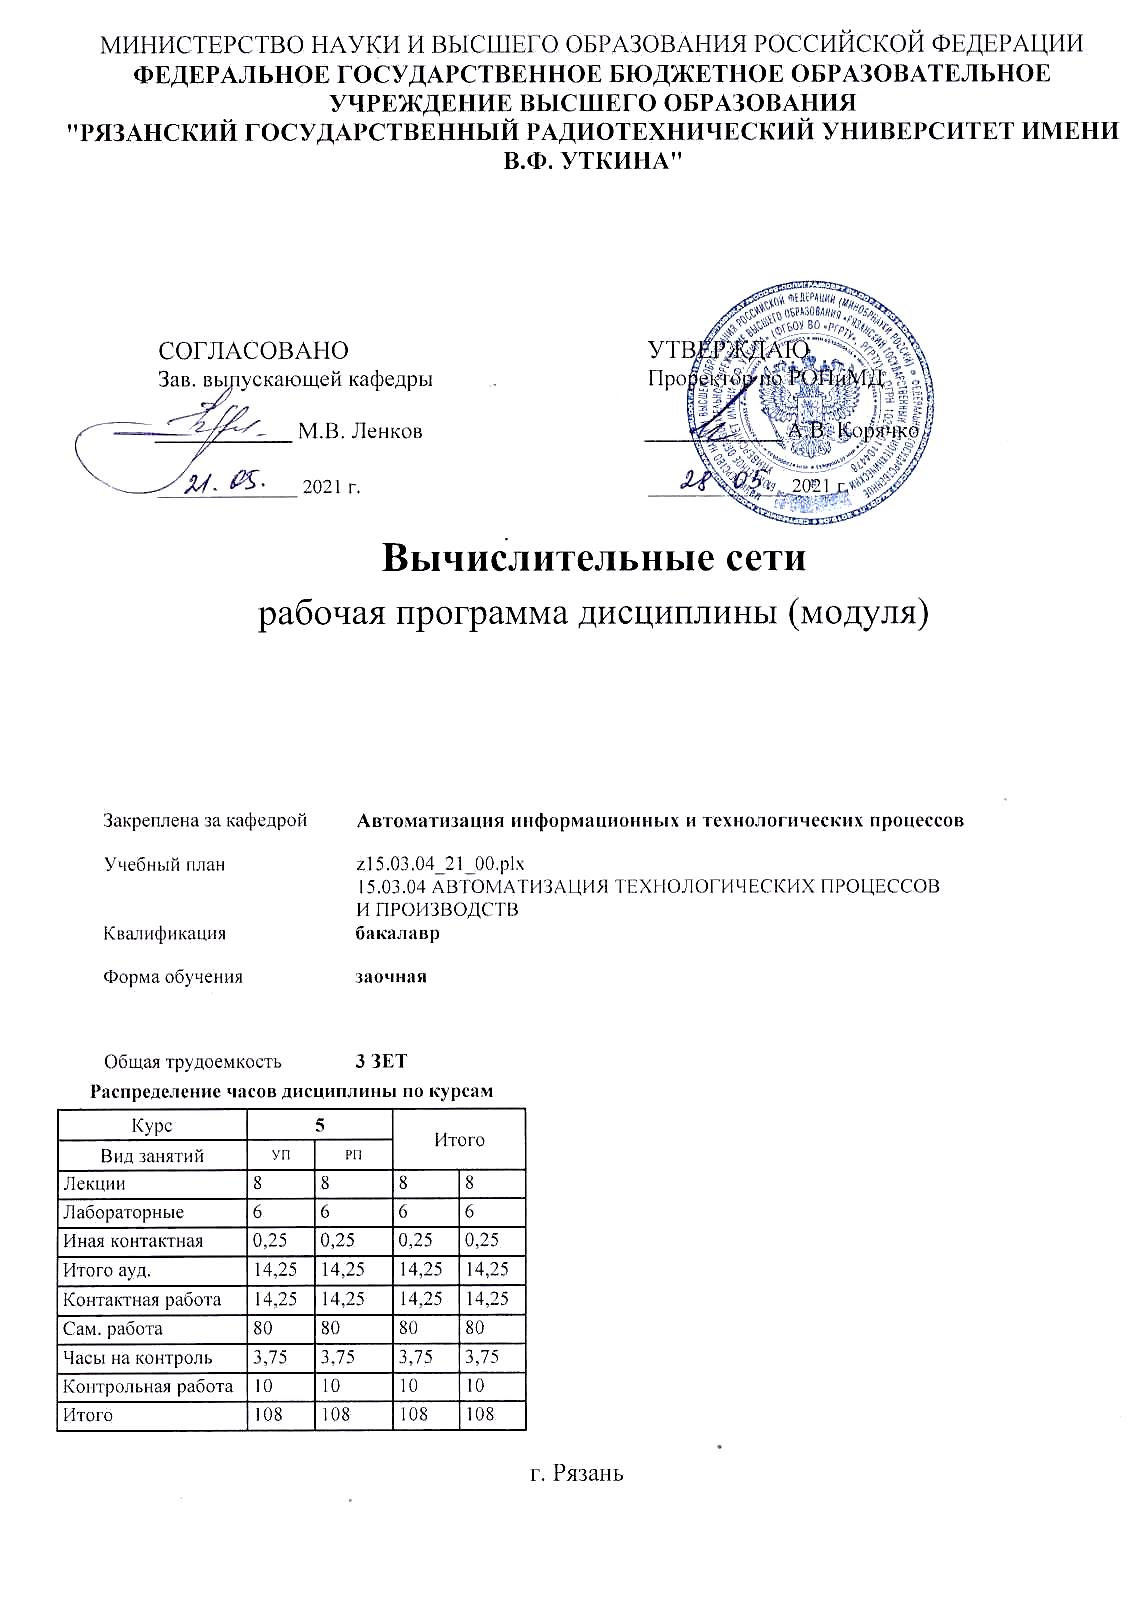 МИНИСТЕРСТВО НАУКИ И ВЫСШЕГО ОБРАЗОВАНИЯ РОССИЙСКОЙ ФЕДЕРАЦИИ
ФЕДЕРАЛЬНОЕ ГОСУДАРСТВЕННОЕ БЮДЖЕТНОЕ ОБРАЗОВАТЕЛЬНОЕ
УЧРЕЖДЕНИЕ ВЫСШЕГО ОБРАЗОВАНИЯ
"РЯЗАНСКИЙ ГОСУДАРСТВЕННЫЙ РАДИОТЕХНИЧЕСКИЙ УНИВЕРСИТЕТ ИМЕНИ
В.Ф. УТКИНА"
СОГЛАСОВАНО
Зав. выпускающей кафедры
М.В. Ленков
21. 05. 2021 г.
УТВЕРЖДАЮ
Проректор по РОПиМД
А.В. Корячко
28 05 2021 г.
Вычислительные сети
рабочая программа дисциплины (модуля)
Закреплена за кафедрой Автоматизация информационных и технологических процессов
Учебный план z15.03.04_21_00.plx
15.03.04 АВТОМАТИЗАЦИЯ ТЕХНОЛОГИЧЕСКИХ ПРОЦЕССОВ
И ПРОИЗВОДСТВ
Квалификация бакалавр
Форма обучения заочная
Общая трудоемкость 3 ЗЕТ
Распределение часов дисциплины по курсам
Курс 5 Итого
Вид занятий УП РП
Лекции 8 8 8 8
Лабораторные 6 6 6 6
Иная контактная 0,25 0,25 0,25 0,25
Итого ауд. 14,25 14,25 14,25 14,25
Контактная работа 14,25 14,25 14,25 14,25
Сам. работа 80 80 80 80
Часы на контроль 3,75 3,75 3,75 3,75
Контрольная работа 10 10 10 10
Итого 108 108 108 108
г. Рязань